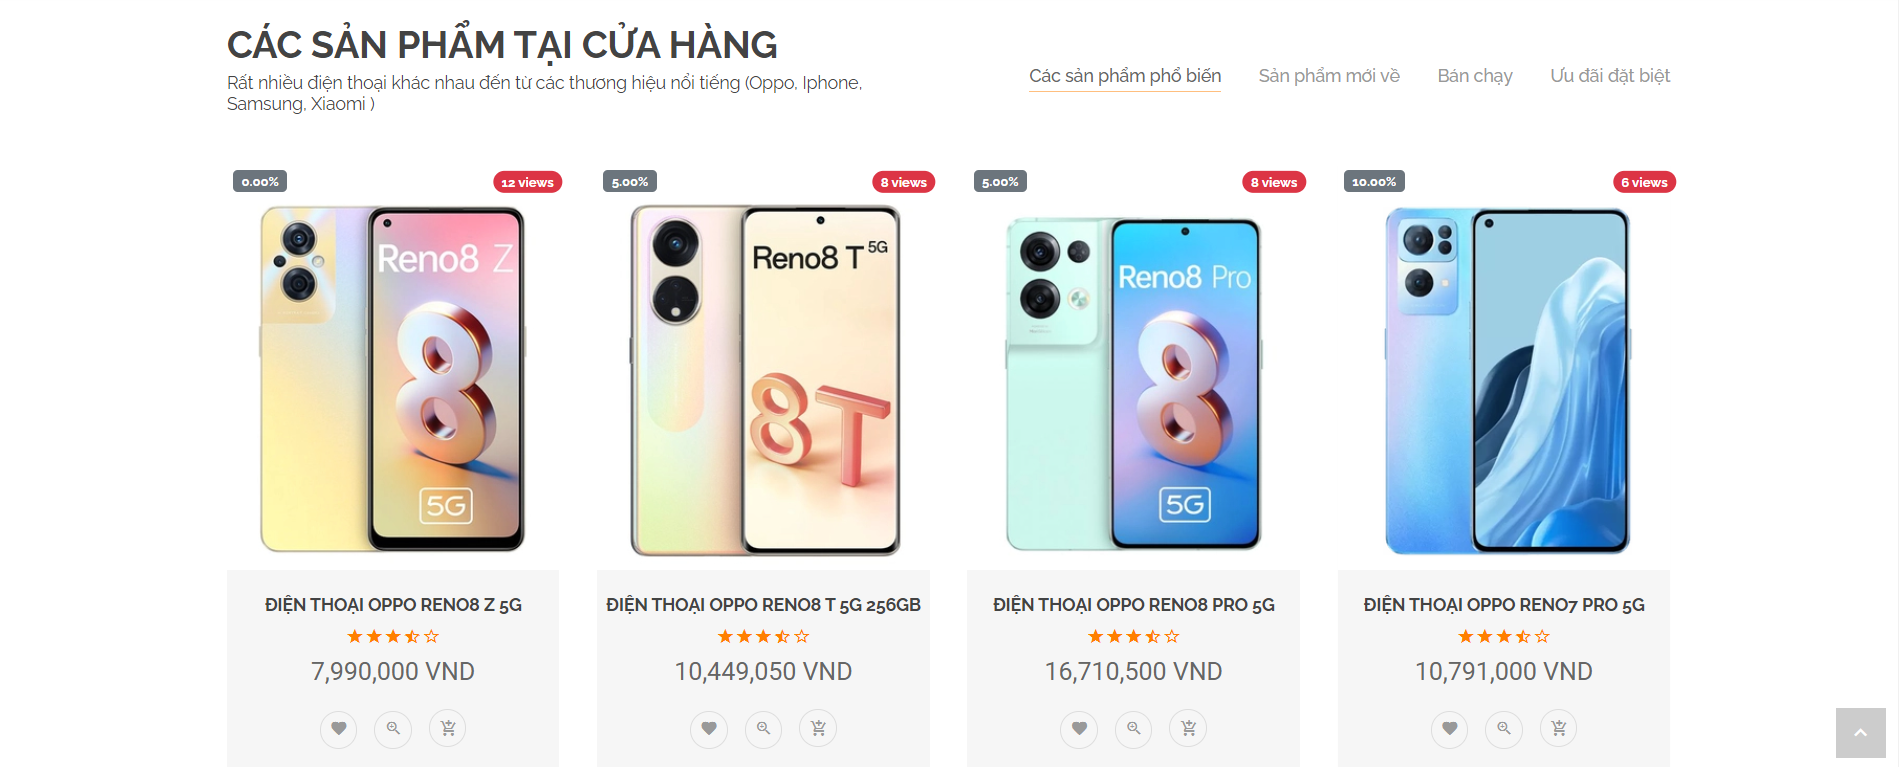 CÁC SẢN PHẨM TẠI CỬA HÀNG
Rất nhiều điện thoại khác nhau đến từ các thương hiệu nổi tiếng (Oppo, Iphone,
Samsung, Xiaomi )
Các sản phẩm phổ biến
Sản phẩm mới về
Bán chạy
Ưu đãi đặt biệt
0.00%
12 views
Reno8 Z
8
5G
ĐIỆN THOẠI OPPO RENO8 Z 5G
7,990,000 VND
5.00%
8 views
Reno8 T 5G
8T
ĐIỆN THOẠI OPPO RENO8 T 5G 256GB
10,449,050 VND
5.00%
8 views
Reno8 Pro
8
5G
ĐIỆN THOẠI OPPO RENO8 PRO 5G
16,710,500 VND
10.00%
6 views
ĐIỆN THOẠI OPPO RENO7 PRO 5G
10,791,000 VND